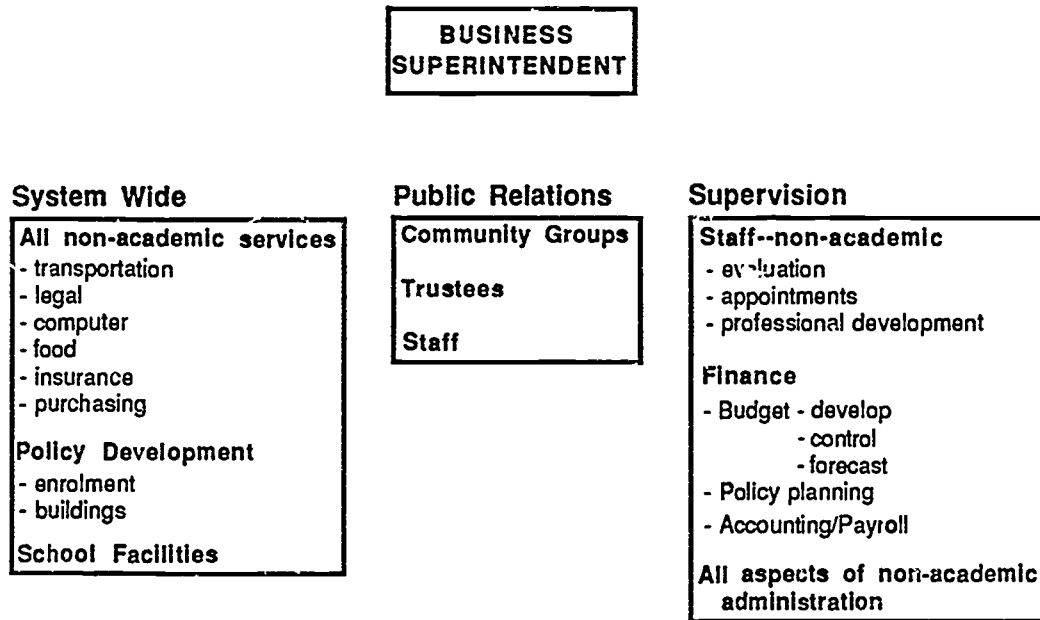 BUSINESS
SUPERINTENDENT
System Wide
All non-academic services
- transportation
- legal
- computer
- food
- insurance
- purchasing
Policy Development
- enrolment
- buildings
School Facilities
Public Relations
Community Groups
Trustees
Staff
Supervision
Staff--non-academic
- evaluation
- appointments
- professional development
Finance
- Budget - develop
- control
- forecast
- Policy planning
- Accounting/Payroll
All aspects of non-academic
administration